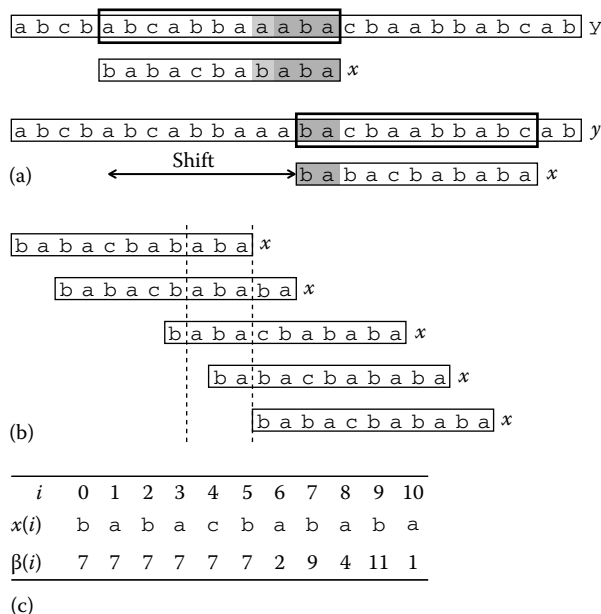 a b c b a b c a b b a a a b a c b a a b b a b c a b y
b a b a c b a b a b a x
a b c b a b c a b b a a a b a c b a a b b a b c a b y
(a) Shift b a b a c b a b a b a x
b a b a c b a b a b a x
b a b a c b a b a b a x
b a b a c b a b a b a x
b a b a c b a b a b a x
(b) b a b a c b a b a b a x
i 0 1 2 3 4 5 6 7 8 9 10
x(i) b a b a c b a b a b a
β(i) 7 7 7 7 7 7 2 9 4 11 1
(c)